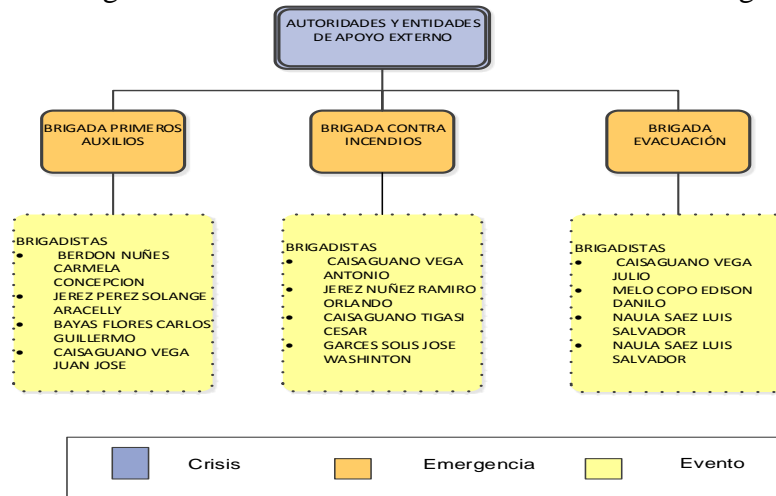 AUTORIDADES Y ENTIDADES
DE APOYO EXTERNO
BRIGADA PRIMEROS
AUXILIOS
BRIGADA CONTRA
INCENDIOS
BRIGADA
EVACUACIÓN
BRIGADISTAS
• BERDON NUÑES
CARMELA
CONCEPCION
• JEREZ PEREZ SOLANGE
ARACELLY
• BAYAS FLORES CARLOS
GUILLERMO
• CAISAGUANO VEGA
JUAN JOSE
BRIGADISTAS
• CAISAGUANO VEGA
ANTONIO
• JEREZ NUÑEZ RAMIRO
ORLANDO
• CAISAGUANO TIGASI
CESAR
• GARCES SOLIS JOSE
WASHINTON
BRIGADISTAS
• CAISAGUANO VEGA
JULIO
• MELO COPO EDISON
DANILO
• NAULA SAEZ LUIS
SALVADOR
• NAULA SAEZ LUIS
SALVADOR
Crisis
Emergencia
Evento